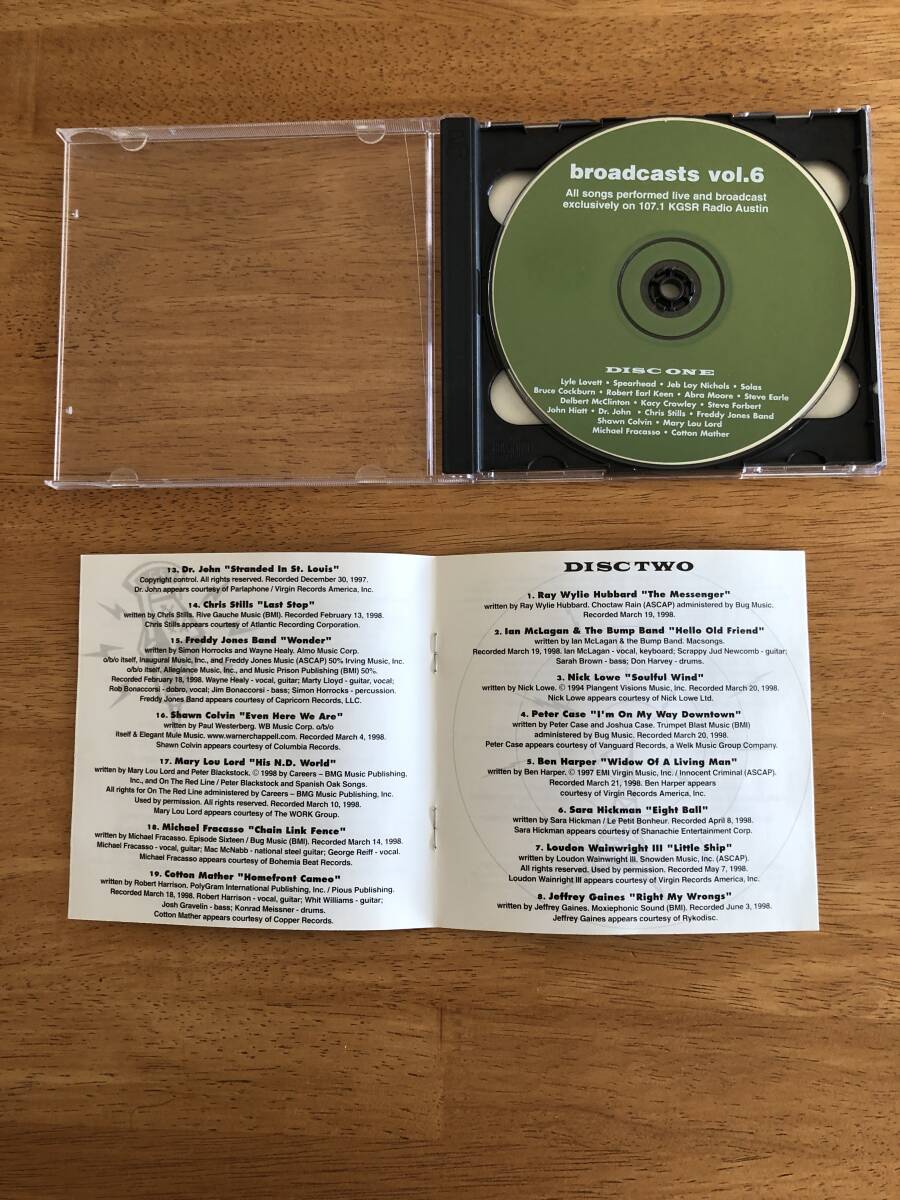 broadcasts vol.6
All songs performed live and broadcast
exclusively on 107.1 KGSR Radio Austin
DISC ONE
Lyle Lovett • Spearhead • Jeb Loy Nichols • Solas
Bruce Cockburn • Robert Earl Keen • Abra Moore • Steve Earle
Delbert McClinton • Kacy Crowley • Steve Forbert
John Hiatt • Dr. John • Chris Stills • Freddy Jones Band
Shawn Colvin • Mary Lou Lord
Michael Fracasso • Cotton Mather
13. Dr. John "Stranded In St. Louis"
Copyright control. All rights reserved. Recorded December 30, 1997.
Dr. John appears courtesy of Parlaphone / Virgin Records America, Inc.
14. Chris Stills "Last Stop"
written by Chris Stills. Rive Gauche Music (BMI). Recorded February 13, 1998.
Chris Stills appears courtesy of Atlantic Recording Corporation.
15. Freddy Jones Band "Wonder"
written by Simon Horrocks and Wayne Healy. Almo Music Corp.
o/b/o itself, Inaugural Music, Inc., and Freddy Jones Music (ASCAP) 50% Irving Music, Inc.
o/b/o itself, Allegiance Music, Inc., and Music Prison Publishing (BMI) 50%.
Recorded February 18, 1998. Wayne Healy - vocal, guitar; Marty Lloyd - guitar, vocal;
Rob Bonaccorsi - dobro, vocal; Jim Bonaccorsi - bass; Simon Horrocks - percussion.
Freddy Jones Band appears courtesy of Capricorn Records, LLC.
16. Shawn Colvin "Even Here We Are"
written by Paul Westerberg, WB Music Corp. o/b/o
itself & Elegant Mule Music. www.warnerchappell.com. Recorded March 4, 1998.
Shawn Colvin appears courtesy of Columbia Records.
17. Mary Lou Lord "His N.D. World"
written by Mary Lou Lord and Peter Blackstock. © 1998 by Careers – BMG Music Publishing,
Inc., and On The Red Line / Peter Blackstock and Spanish Oak Songs.
All rights for On The Red Line administered by Careers – BMG Music Publishing, Inc.
Used by permission. All rights reserved. Recorded March 10, 1998.
Mary Lou Lord appears courtesy of The WORK Group.
18. Michael Fracasso "Chain Link Fence"
written by Michael Fracasso. Episode Sixteen / Bug Music (BMI). Recorded March 14, 1998.
Michael Fracasso - vocal, guitar; Mac McNabb - national steel guitar; George Reiff - vocal.
Michael Fracasso appears courtesy of Bohemia Beat Records.
19. Cotton Mather "Homefront Cameo"
written by Robert Harrison. PolyGram International Publishing, Inc. / Pious Publishing.
Recorded March 18, 1998. Robert Harrison - vocal, guitar; Whit Williams - guitar;
Josh Gravelin - bass; Konrad Meissner - drums.
Cotton Mather appears courtesy of Copper Records.
DISC TWO
1. Ray Wylie Hubbard "The Messenger"
written by Ray Wylie Hubbard. Choctaw Rain (ASCAP) administered by Bug Music.
Recorded March 19, 1998.
2. Ian McLagan & The Bump Band "Hello Old Friend"
written by Ian McLagan & the Bump Band. Macsongs.
Recorded March 19, 1998. Ian McLagan - vocal, keyboard; Scrappy Jud Newcomb - guitar;
Sarah Brown - bass; Don Harvey - drums.
3. Nick Lowe "Soulful Wind"
written by Nick Lowe. © 1994 Plangent Visions Music, Inc. Recorded March 20, 1998.
Nick Lowe appears courtesy of Nick Lowe Ltd.
4. Peter Case "I'm On My Way Downtown"
written by Peter Case and Joshua Case. Trumpet Blast Music (BMI)
administered by Bug Music. Recorded March 20, 1998.
Peter Case appears courtesy of Vanguard Records, a Welk Music Group Company.
5. Ben Harper "Widow Of A Living Man"
written by Ben Harper. © 1997 EMI Virgin Music, Inc. / Innocent Criminal (ASCAP).
Recorded March 21, 1998. Ben Harper appears
courtesy of Virgin Records America, Inc.
6. Sara Hickman "Eight Ball"
written by Sara Hickman / Le Petit Bonheur. Recorded April 8, 1998.
Sara Hickman appears courtesy of Shanachie Entertainment Corp.
7. Loudon Wainwright III "Little Ship"
written by Loudon Wainwright III. Snowden Music, Inc. (ASCAP).
All rights reserved. Used by permission. Recorded May 7, 1998.
Loudon Wainright III appears courtesy of Virgin Records America, Inc.
8. Jeffrey Gaines "Right My Wrongs"
written by Jeffrey Gaines. Moxiephonic Sound (BMI). Recorded June 3, 1998.
Jeffrey Gaines appears courtesy of Rykodisc.